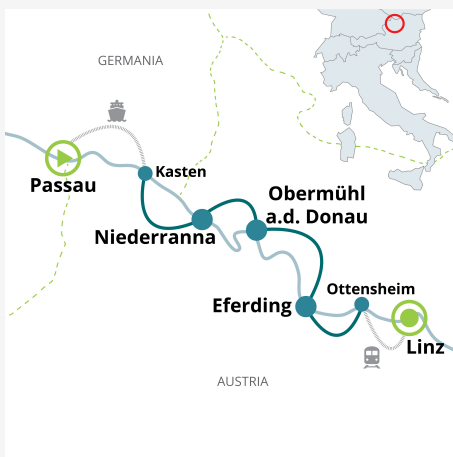 GERMANIA
Kasten
Passau
Obermühl
a.d. Donau
Niederranna
Ottensheim
Eferding
Linz
AUSTRIA